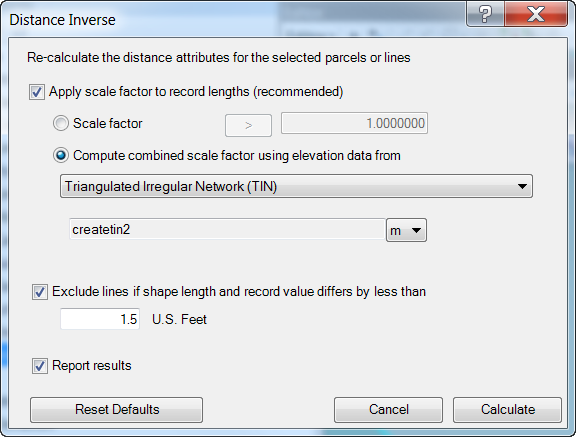 Distance Inverse
?
Re-calculate the distance attributes for the selected parcels or lines
Apply scale factor to record lengths (recommended)
Scale factor > 1.0000000
Compute combined scale factor using elevation data from
Triangulated Irregular Network (TIN)
createtin2 m
Exclude lines if shape length and record value differs by less than
1.5 U.S. Feet
Report results
Reset Defaults Cancel Calculate